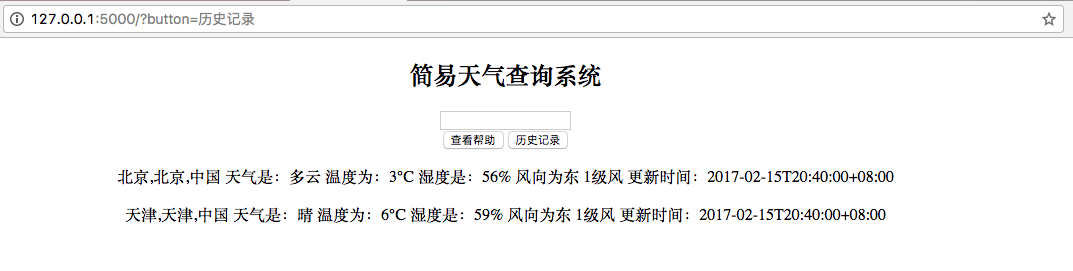 127.0.0.1:5000/?button=历史记录
简易天气查询系统
查看帮助 历史记录
北京,北京,中国 天气是：多云 温度为：3°C 湿度是：56% 风向为东 1级风 更新时间：2017-02-15T20:40:00+08:00
天津,天津,中国 天气是：晴 温度为：6°C 湿度是：59% 风向为东 1级风 更新时间：2017-02-15T20:40:00+08:00